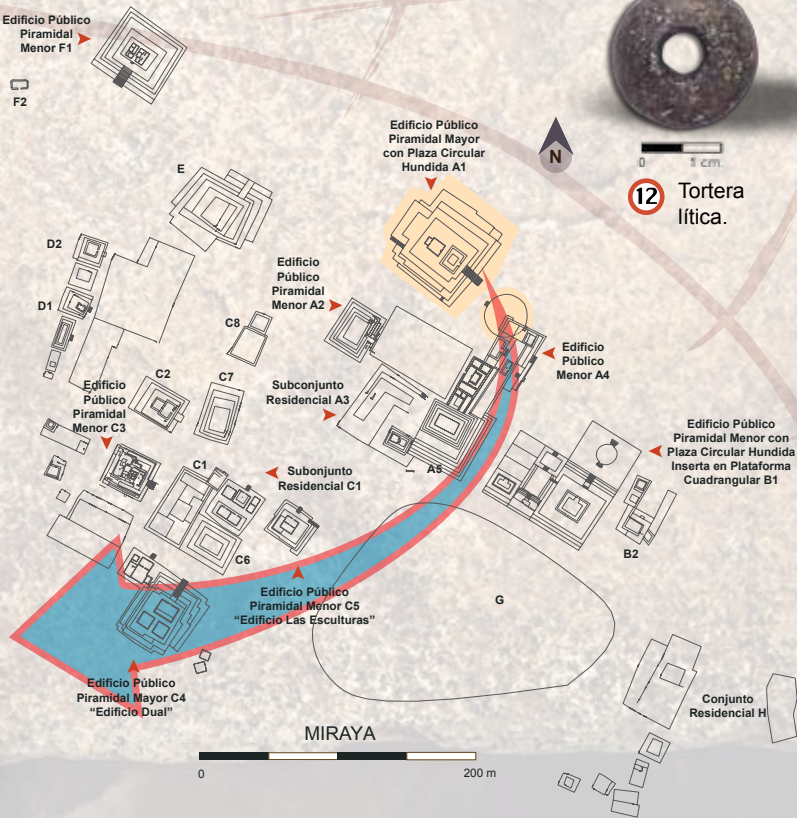 Edificio Público
Piramidal
Menor F1
F2
0
1 cm.
12
Tortera
lítica.
Edificio Público
Piramidal Mayor
con Plaza Circular
Hundida A1
N
E
D2
D1
Edificio
Público
Piramidal
Menor A2
C8
Edificio
Público
Menor A4
C2
C7
Edificio
Público
Piramidal
Menor C3
Subconjunto
Residencial A3
A5
Edificio Público
Piramidal Menor con
Plaza Circular Hundida
Inserta en Plataforma
Cuadrangular B1
C1
Subonjunto
Residencial C1
C6
B2
Edificio Público
Piramidal Menor C5
“Edificio Las Esculturas”
G
Edificio Público
Piramidal Mayor C4
“Edificio Dual”
Conjunto
Residencial H
MIRAYA
0
200 m